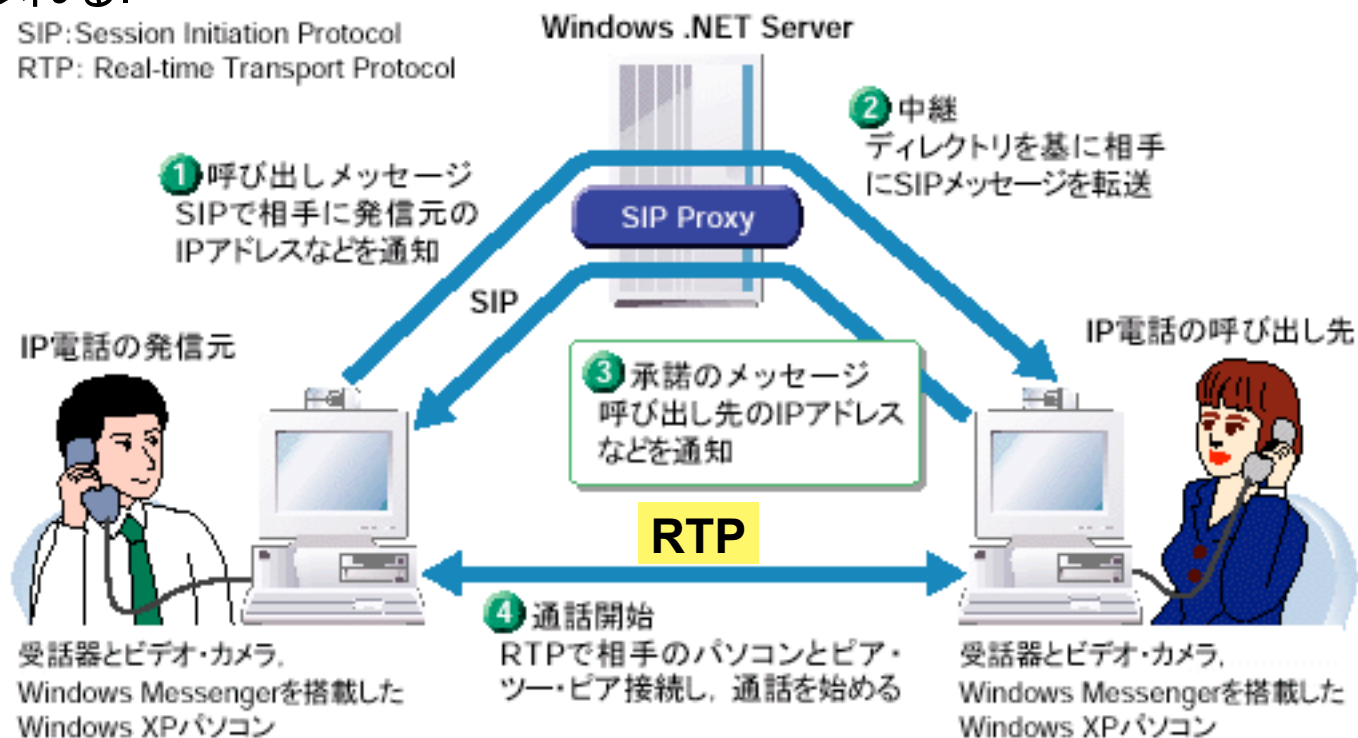 SIP:Session Initiation Protocol
RTP: Real-time Transport Protocol
Windows .NET Server
1 呼び出しメッセージ
SIPで相手に発信元の
IPアドレスなどを通知
2 中継
ディレクトリを基に相手
にSIPメッセージを転送
SIP Proxy
SIP
IP電話の発信元
IP電話の呼び出し先
3 承諾のメッセージ
呼び出し先のIPアドレス
などを通知
RTP
4 通話開始
RTPで相手のパソコンとピア・
ツー・ピア接続し，通話を始める
受話器とビデオ・カメラ，
Windows Messengerを搭載した
Windows XPパソコン
受話器とビデオ・カメラ，
Windows Messengerを搭載した
Windows XPパソコン